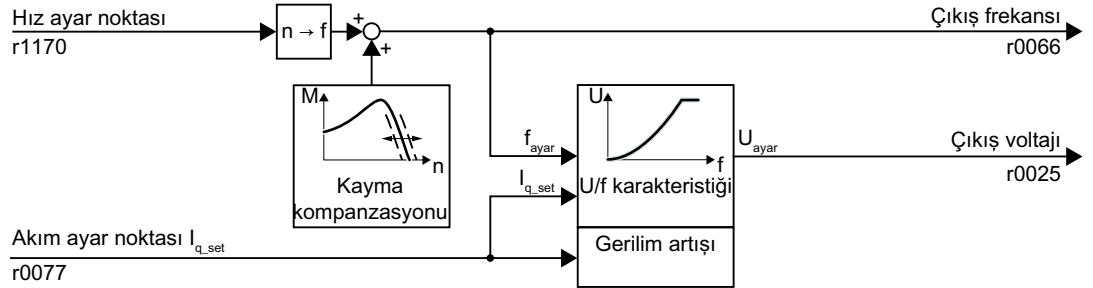 Hız ayar noktası
r1170
n → f
+
+
Çıkış frekansı
r0066
M
n
Kayma
kompanzasyonu
U
f
f_ayar
I_q_set
U/f karakteristiği
U_ayar
Çıkış voltajı
r0025
Gerilim artışı
Akım ayar noktası I_q_set
r0077